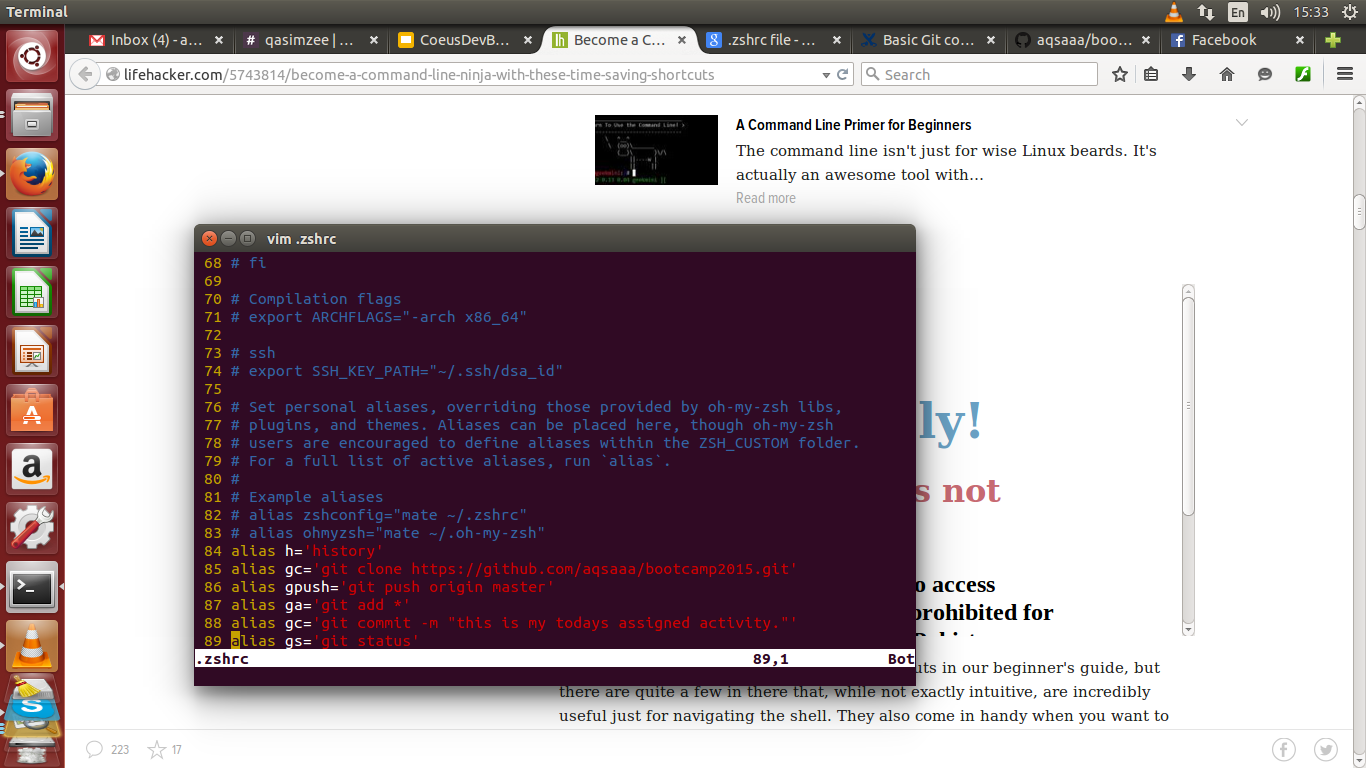 Terminal
En
15:33
Inbox (4) - a...
qasimzee | ...
CoeusDevB...
Become a C...
.zshrc file - ...
Basic Git co...
aqsaaa/boo...
Facebook
lifehacker.com/5743814/become-a-command-line-ninja-with-these-time-saving-shortcuts
Search
A Command Line Primer for Beginners
The command line isn't just for wise Linux beards. It's
actually an awesome tool with...
Read more
vim .zshrc
68 # fi
69
70 # Compilation flags
71 # export ARCHFLAGS="-arch x86_64"
72
73 # ssh
74 # export SSH_KEY_PATH="~/.ssh/dsa_id"
75
76 # Set personal aliases, overriding those provided by oh-my-zsh libs,
77 # plugins, and themes. Aliases can be placed here, though oh-my-zsh
78 # users are encouraged to define aliases within the ZSH_CUSTOM folder.
79 # For a full list of active aliases, run `alias`.
80 #
81 # Example aliases
82 # alias zshconfig="mate ~/.zshrc"
83 # alias ohmyzsh="mate ~/.oh-my-zsh"
84 alias h='history'
85 alias gc='git clone https://github.com/aqsaaa/bootcamp2015.git'
86 alias gpush='git push origin master'
87 alias ga='git add *'
88 alias gc='git commit -m "this is my todays assigned activity."'
89 alias gs='git status'
.zshrc 89,1 Bot
ly!
s not
o access
prohibited for
uts in our beginner's guide, but
there are quite a few in there that, while not exactly intuitive, are incredibly
useful just for navigating the shell. They also come in handy when you want to
223 17